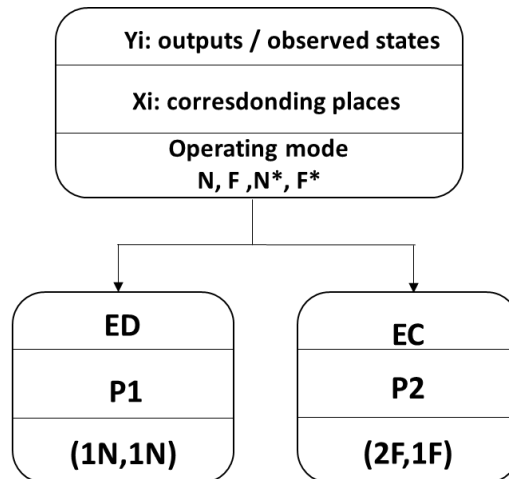 Yi: outputs / observed states
Xi: corresdonding places
Operating mode
N, F ,N*, F*
ED
P1
(1N,1N)
EC
P2
(2F,1F)